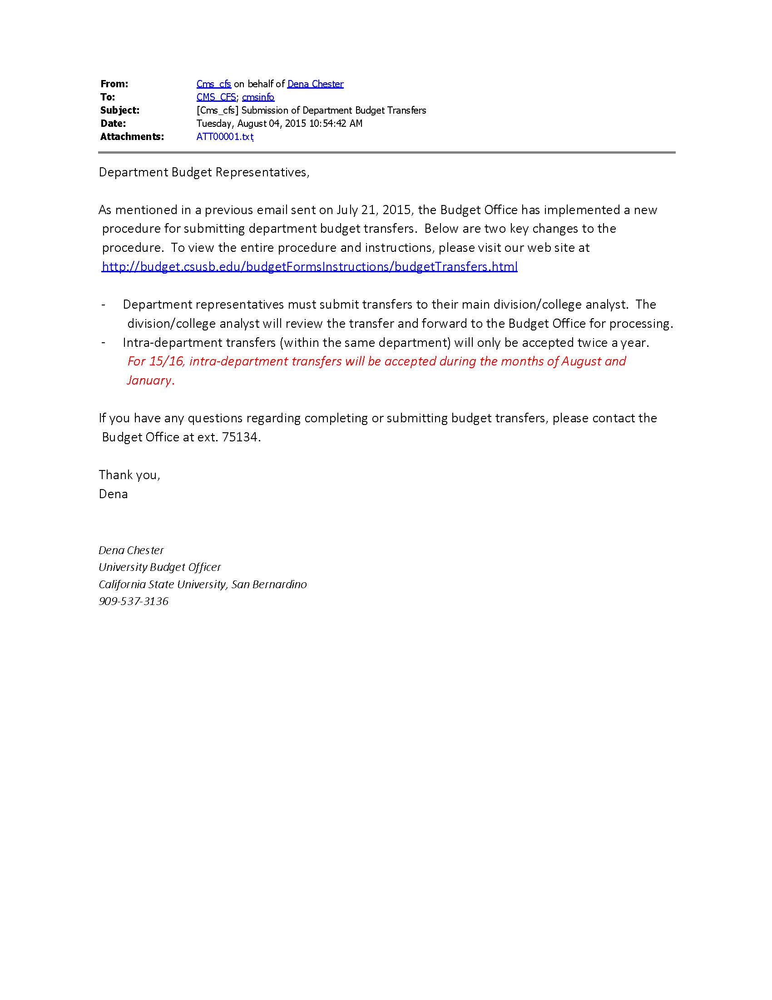 From: Cms_cfs on behalf of Dena Chester
To: CMS_CFS; cmsinfo
Subject: [Cms_cfs] Submission of Department Budget Transfers
Date: Tuesday, August 04, 2015 10:54:42 AM
Attachments: ATT00001.txt
Department Budget Representatives,
As mentioned in a previous email sent on July 21, 2015, the Budget Office has implemented a new
procedure for submitting department budget transfers.  Below are two key changes to the
procedure.  To view the entire procedure and instructions, please visit our web site at
http://budget.csusb.edu/budgetFormsInstructions/budgetTransfers.html
- Department representatives must submit transfers to their main division/college analyst.  The
division/college analyst will review the transfer and forward to the Budget Office for processing.
- Intra-department transfers (within the same department) will only be accepted twice a year.
For 15/16, intra-department transfers will be accepted during the months of August and
January.
If you have any questions regarding completing or submitting budget transfers, please contact the
Budget Office at ext. 75134.
Thank you,
Dena
Dena Chester
University Budget Officer
California State University, San Bernardino
909-537-3136